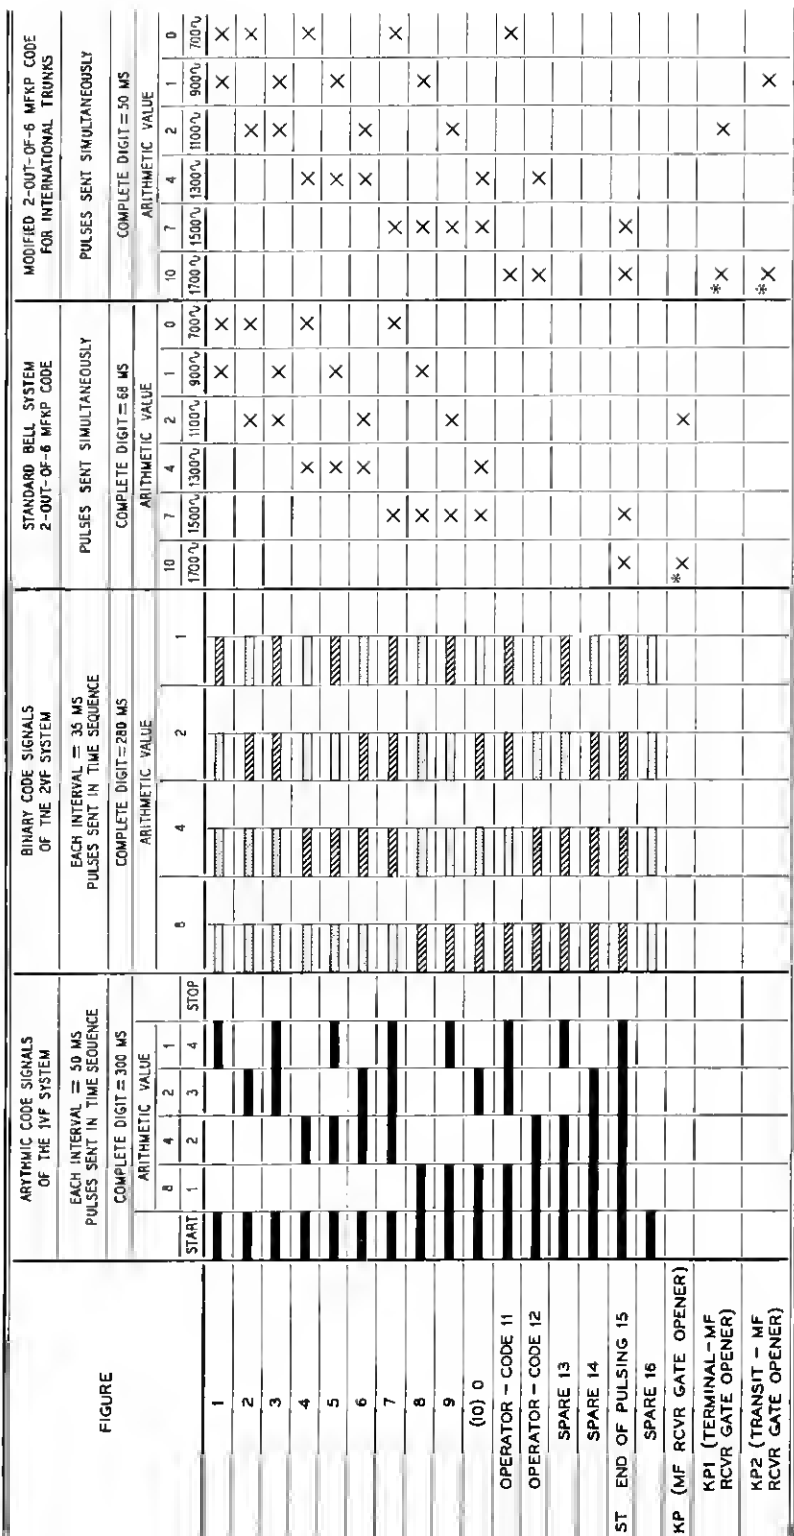 FIGURE
ARYTHMIC CODE SIGNALS
OF THE 1VF SYSTEM
EACH INTERVAL = 50 MS
PULSES SENT IN TIME SEQUENCE
COMPLETE DIGIT = 300 MS
ARITHMETIC VALUE
8 4 2 1
START 1 2 3 4 STOP
BINARY CODE SIGNALS
OF TNE 2VF SYSTEM
EACH INTERVAL = 35 MS
PULSES SENT IN TIME SEQUENCE
COMPLETE DIGIT = 280 MS
ARITHMETIC VALUE
8 4 2 1
STANDARD BELL SYSTEM
2-OUT-OF-6 MFKP CODE
PULSES SENT SIMULTANEOUSLY
COMPLETE DIGIT = 68 MS
ARITHMETIC VALUE
10 7 4 2 1 0
1700∿ 1500∿ 1300∿ 1100∿ 900∿ 700∿
MODIFIED 2-OUT-OF-6 MFKP CODE
FOR INTERNATIONAL TRUNKS
PULSES SENT SIMULTANEOUSLY
COMPLETE DIGIT = 50 MS
ARITHMETIC VALUE
10 7 4 2 1 0
1700∿ 1500∿ 1300∿ 1100∿ 900∿ 700∿
1 X X X X
2 X X X X
3 X X X X
4 X X X X
5 X X X X
6 X X X X
7 X X X X
8 X X X X
9 X X X X
(10) 0 X X X X
OPERATOR - CODE 11 X X
OPERATOR - CODE 12 X X
SPARE 13
SPARE 14
ST END OF PULSING 15 X X X X
SPARE 16
KP (MF RCVR GATE OPENER) *X X
KP1 (TERMINAL-MF
RCVR GATE OPENER) *X X
KP2 (TRANSIT - MF
RCVR GATE OPENER) *X X